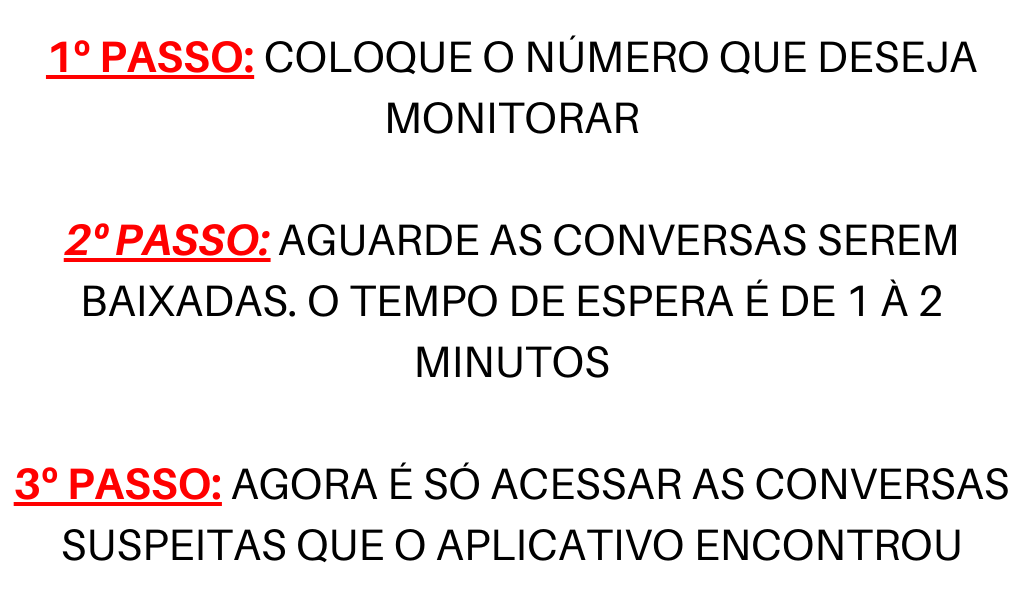 1º PASSO: COLOQUE O NÚMERO QUE DESEJA
MONITORAR
2º PASSO: AGUARDE AS CONVERSAS SEREM
BAIXADAS. O TEMPO DE ESPERA É DE 1 À 2
MINUTOS
3º PASSO: AGORA É SÓ ACESSAR AS CONVERSAS
SUSPEITAS QUE O APLICATIVO ENCONTROU